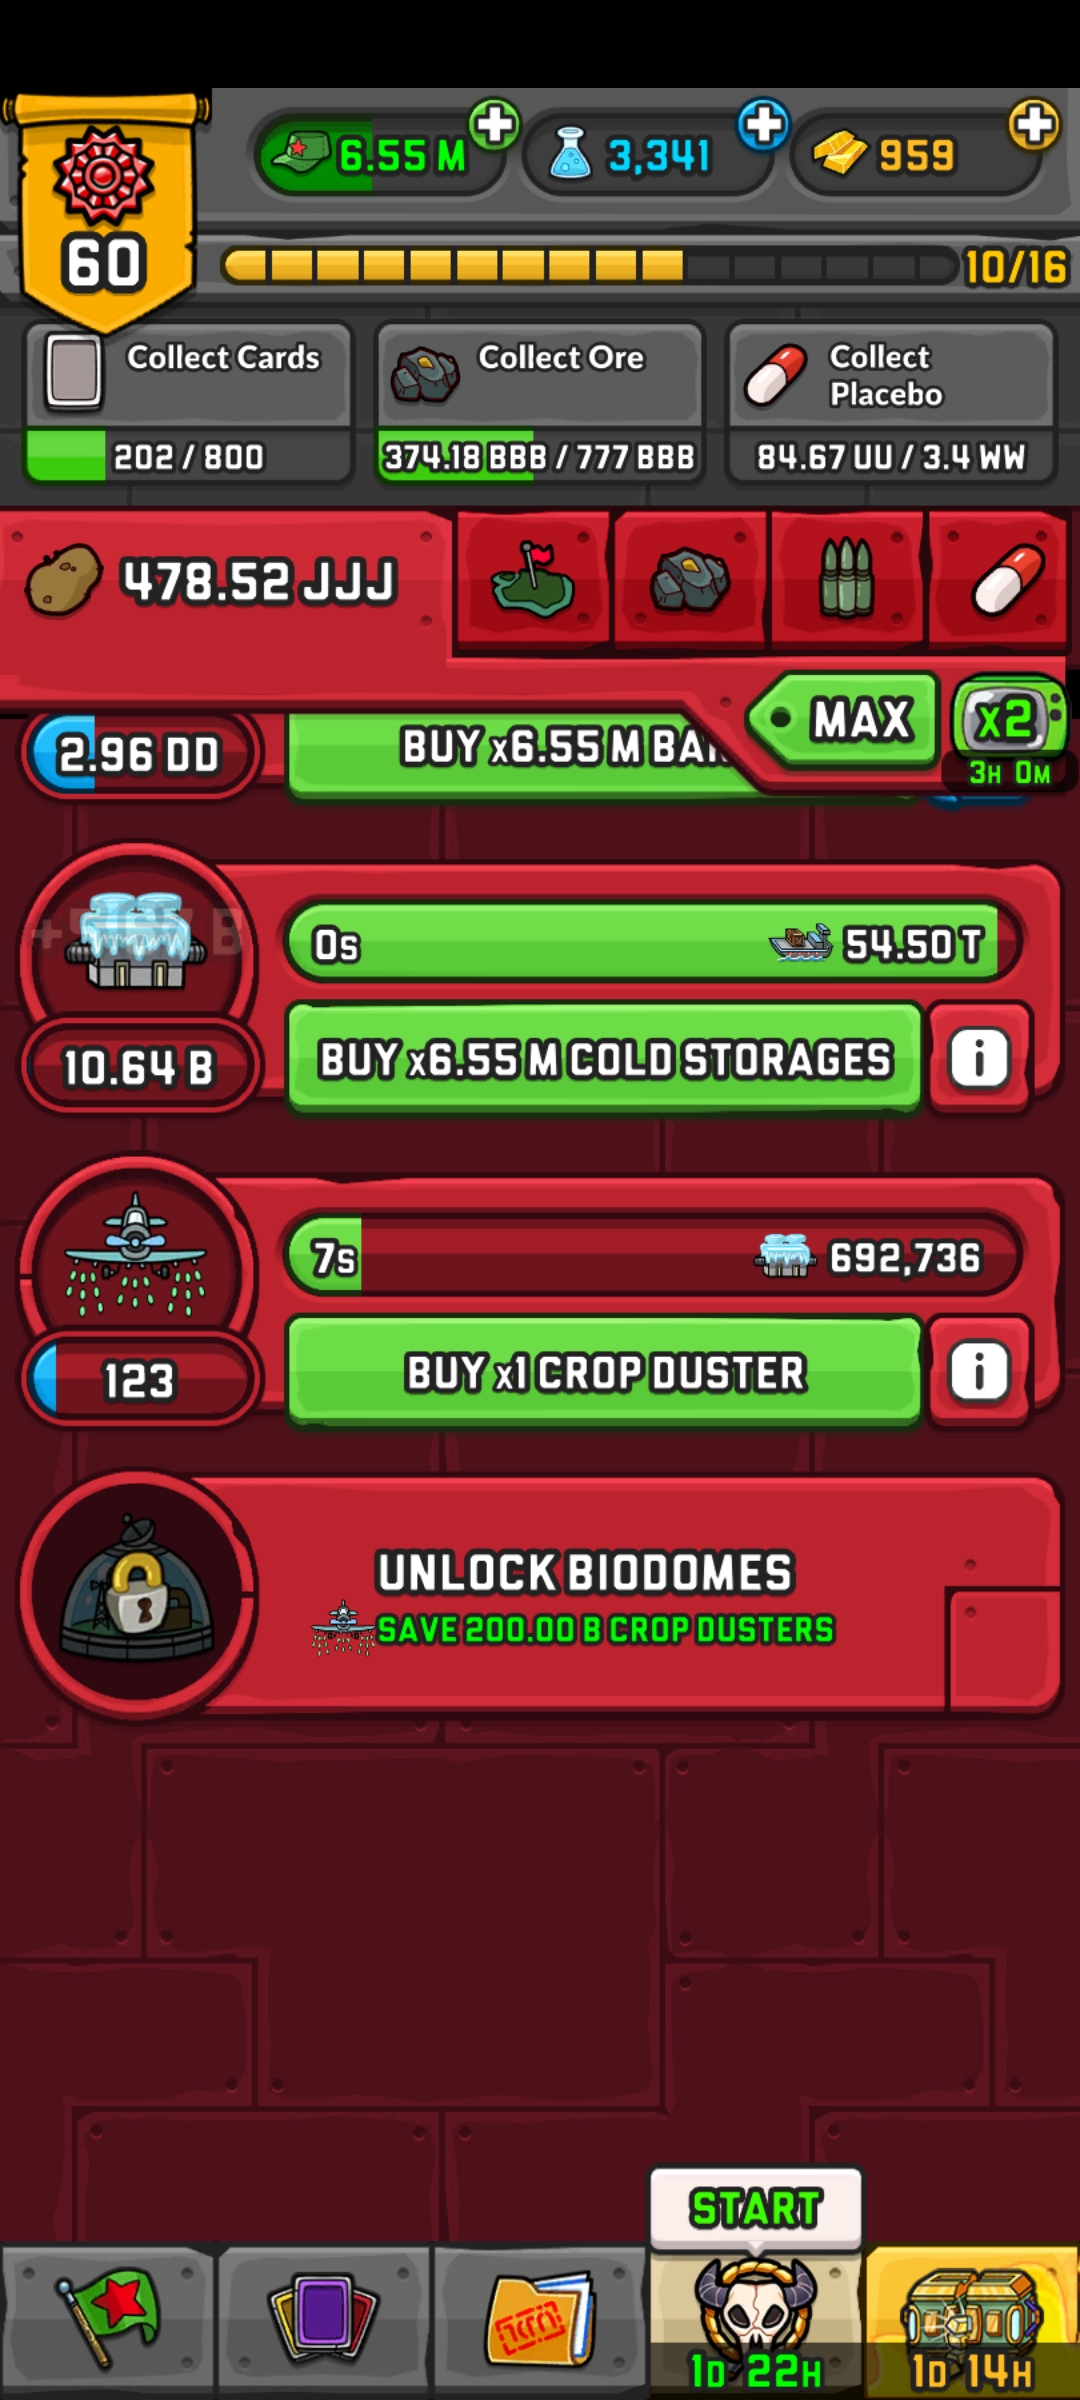 6.55 M
3,341
959
60
10/16
Collect Cards
202 / 800
Collect Ore
374.18 BBB / 777 BBB
Collect
Placebo
84.67 UU / 3.4 WW
478.52 JJJ
MAX
x2
3H 0M
2.96 DD
BUY x6.55 M
0s
54.50 T
10.64 B
BUY x6.55 M COLD STORAGES
i
7s
692,736
123
BUY x1 CROP DUSTER
i
UNLOCK BIODOMES
SAVE 200.00 B CROP DUSTERS
START
1D 22H
1D 14H